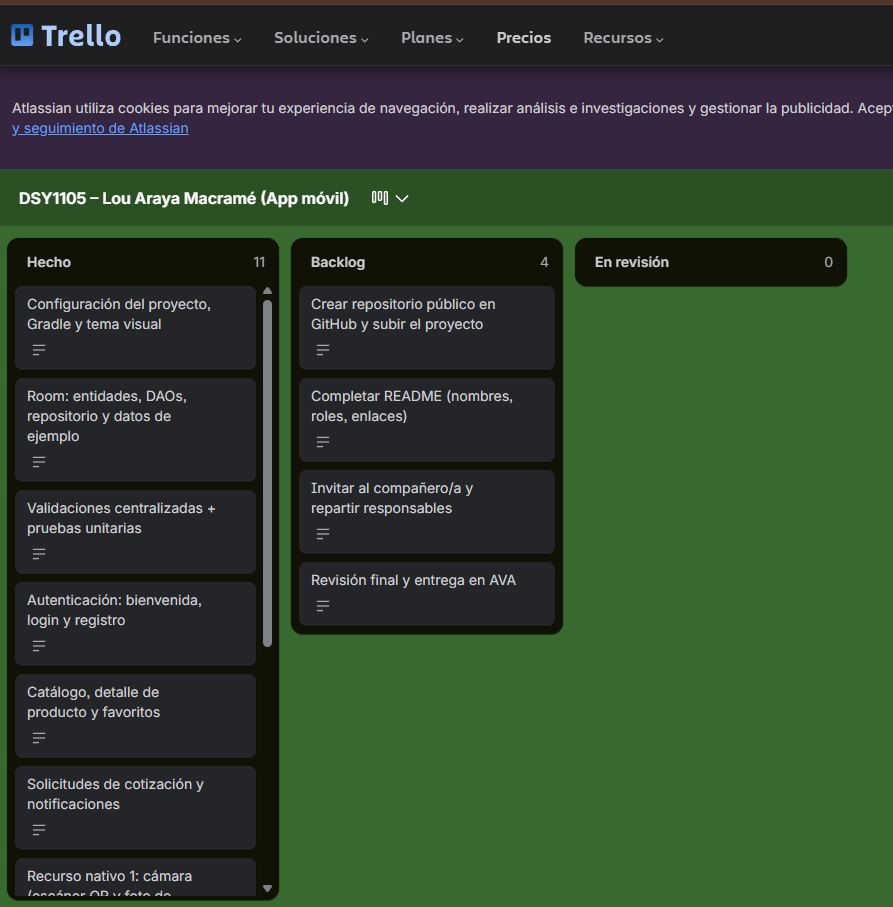 Trello
Funciones
Soluciones
Planes
Precios
Recursos
Atlassian utiliza cookies para mejorar tu experiencia de navegación, realizar análisis e investigaciones y gestionar la publicidad.
y seguimiento de Atlassian
DSY1105 – Lou Araya Macramé (App móvil)
Hecho 11
Configuración del proyecto,
Gradle y tema visual
Room: entidades, DAOs,
repositorio y datos de
ejemplo
Validaciones centralizadas +
pruebas unitarias
Autenticación: bienvenida,
login y registro
Catálogo, detalle de
producto y favoritos
Solicitudes de cotización y
notificaciones
Recurso nativo 1: cámara
(escáner QR y foto de
Backlog 4
Crear repositorio público en
GitHub y subir el proyecto
Completar README (nombres,
roles, enlaces)
Invitar al compañero/a y
repartir responsables
Revisión final y entrega en AVA
En revisión 0